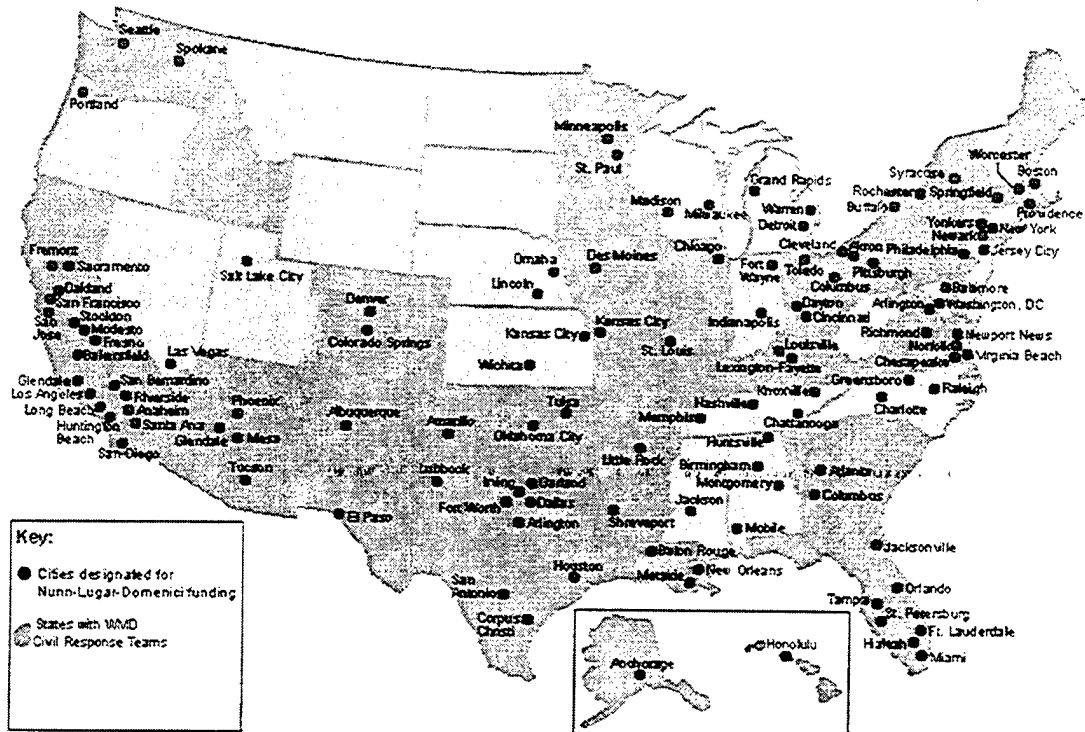 Seattle
Spokane
Portland
Minneapolis
St. Paul
Madison
Milwaukee
Grand Rapids
Warren
Detroit
Syracuse
Worcester
Boston
Rochester
Springfield
Buffalo
Providence
Yonkers
New York
Newark
Jersey City
Cleveland
Akron
Philadelphia
Chicago
Fort
Wayne
Toledo
Pittsburgh
Columbus
Fremont
Sacramento
Oakland
San Francisco
Stockton
San
Jose
Modesto
Fresno
Bakersfield
Salt Lake City
Las Vegas
Denver
Colorado Springs
Omaha
Lincoln
Des Moines
Kansas City
Kansas City
St. Louis
Wichita
Indianapolis
Dayton
Cincinnati
Baltimore
Arlington
Washington, DC
Richmond
Newport News
Norfolk
Chesapeake
Virginia Beach
Louisville
Lexington-Fayette
Greensboro
Raleigh
Charlotte
Knoxville
Nashville
Chattanooga
Memphis
Huntsville
Glendale
Los Angeles
Long Beach
Huntington
Beach
San Diego
San Bernardino
Riverside
Anaheim
Santa Ana
Glendale
Phoenix
Mesa
Tucson
Albuquerque
El Paso
Amarillo
Lubbock
Tulsa
Oklahoma City
Little Rock
Irving
Garland
Fort Worth
Dallas
Arlington
Shreveport
Birmingham
Montgomery
Jackson
Mobile
Atlanta
Columbus
Baton Rouge
New Orleans
Metairie
Houston
San
Antonio
Corpus
Christi
Jacksonville
Orlando
Tampa
St. Petersburg
Ft. Lauderdale
Hialeah
Miami
Anchorage
Honolulu
Key:
Cities designated for
Nunn-Lugar-Domenici funding
States with WMD
Civil Response Teams